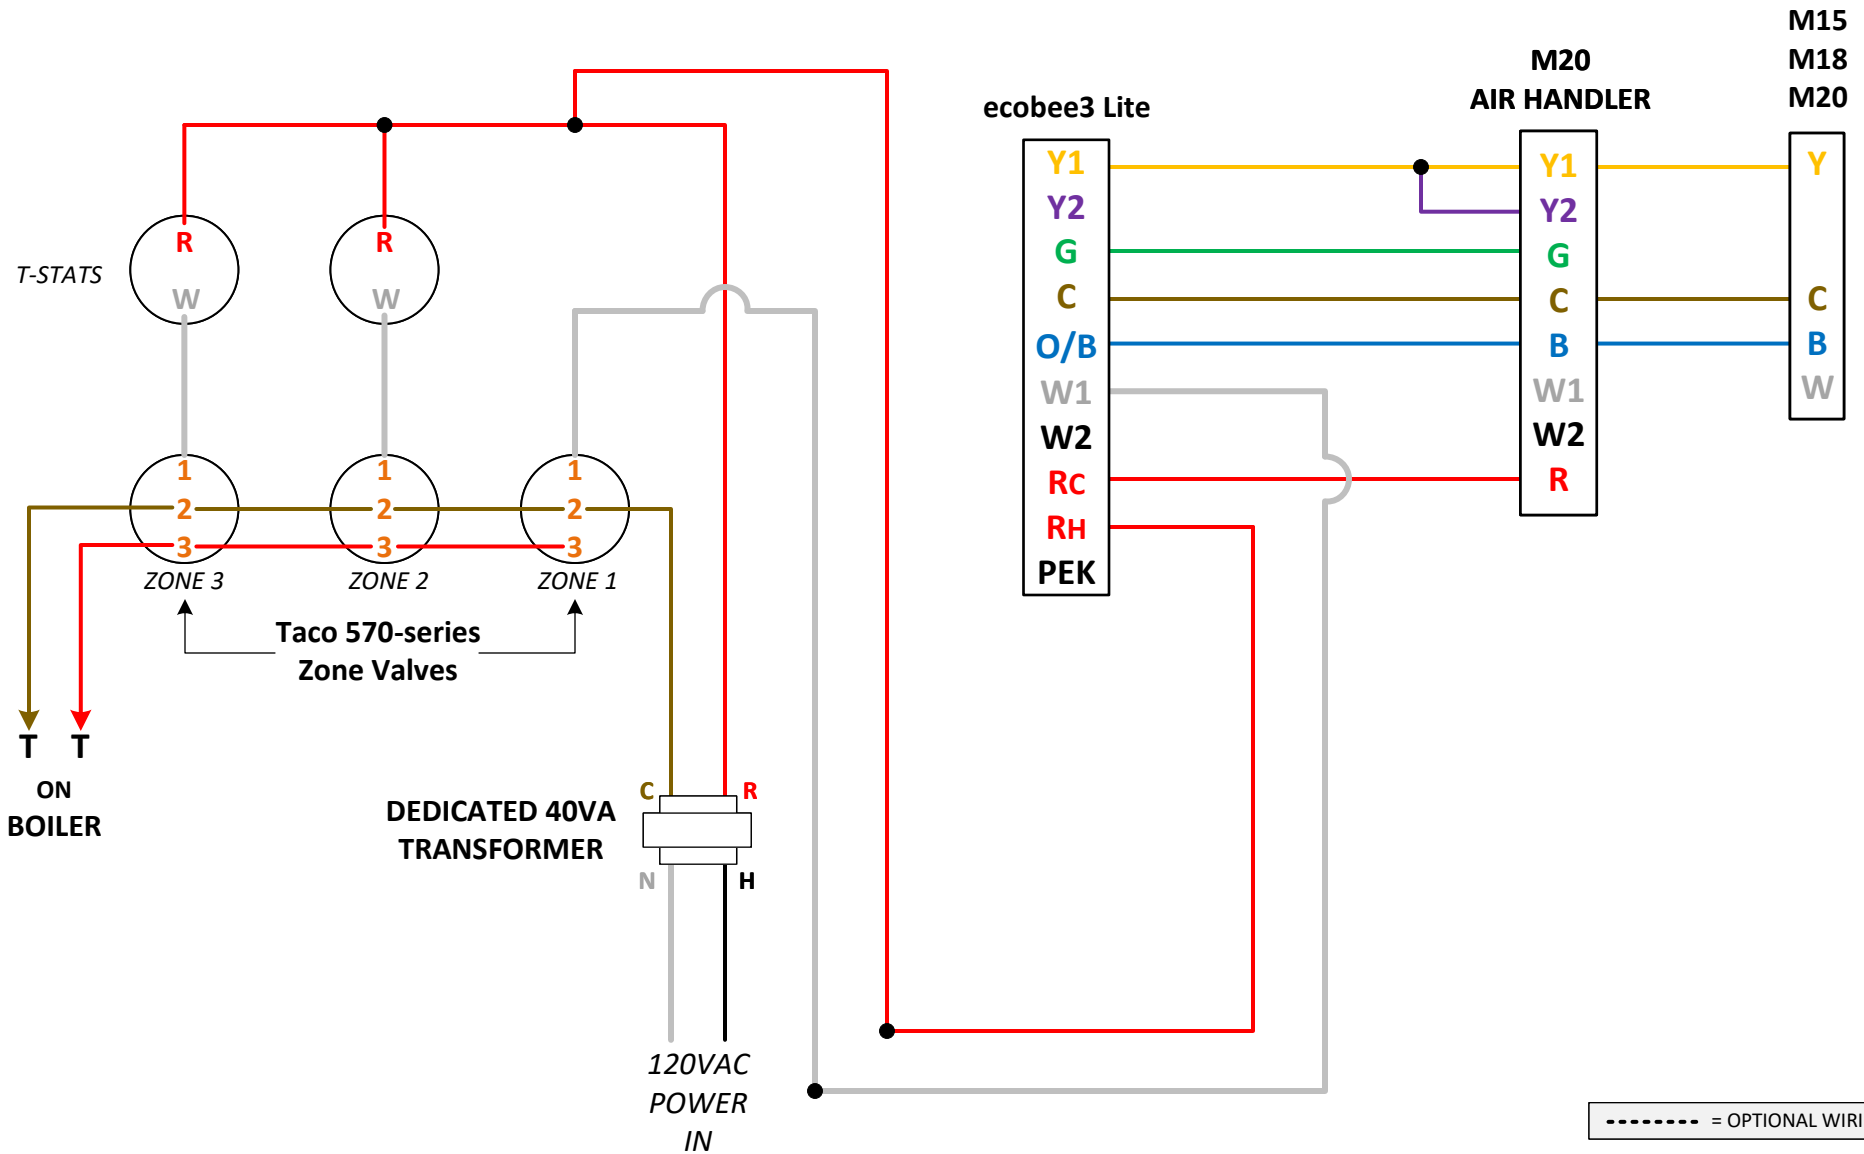 M15
M18
M20
M20
AIR HANDLER
ecobee3 Lite
Y1
Y2
G
C
O/B
W1
W2
RC
RH
PEK
Y1
Y2
G
C
B
W1
W2
R
Y
C
B
W
T-STATS
R
W
R
W
1
2
3
ZONE 3
1
2
3
ZONE 2
1
2
3
ZONE 1
Taco 570-series
Zone Valves
T T
ON
BOILER
DEDICATED 40VA
TRANSFORMER
C R
N H
120VAC
POWER
IN
= OPTIONAL WIRI